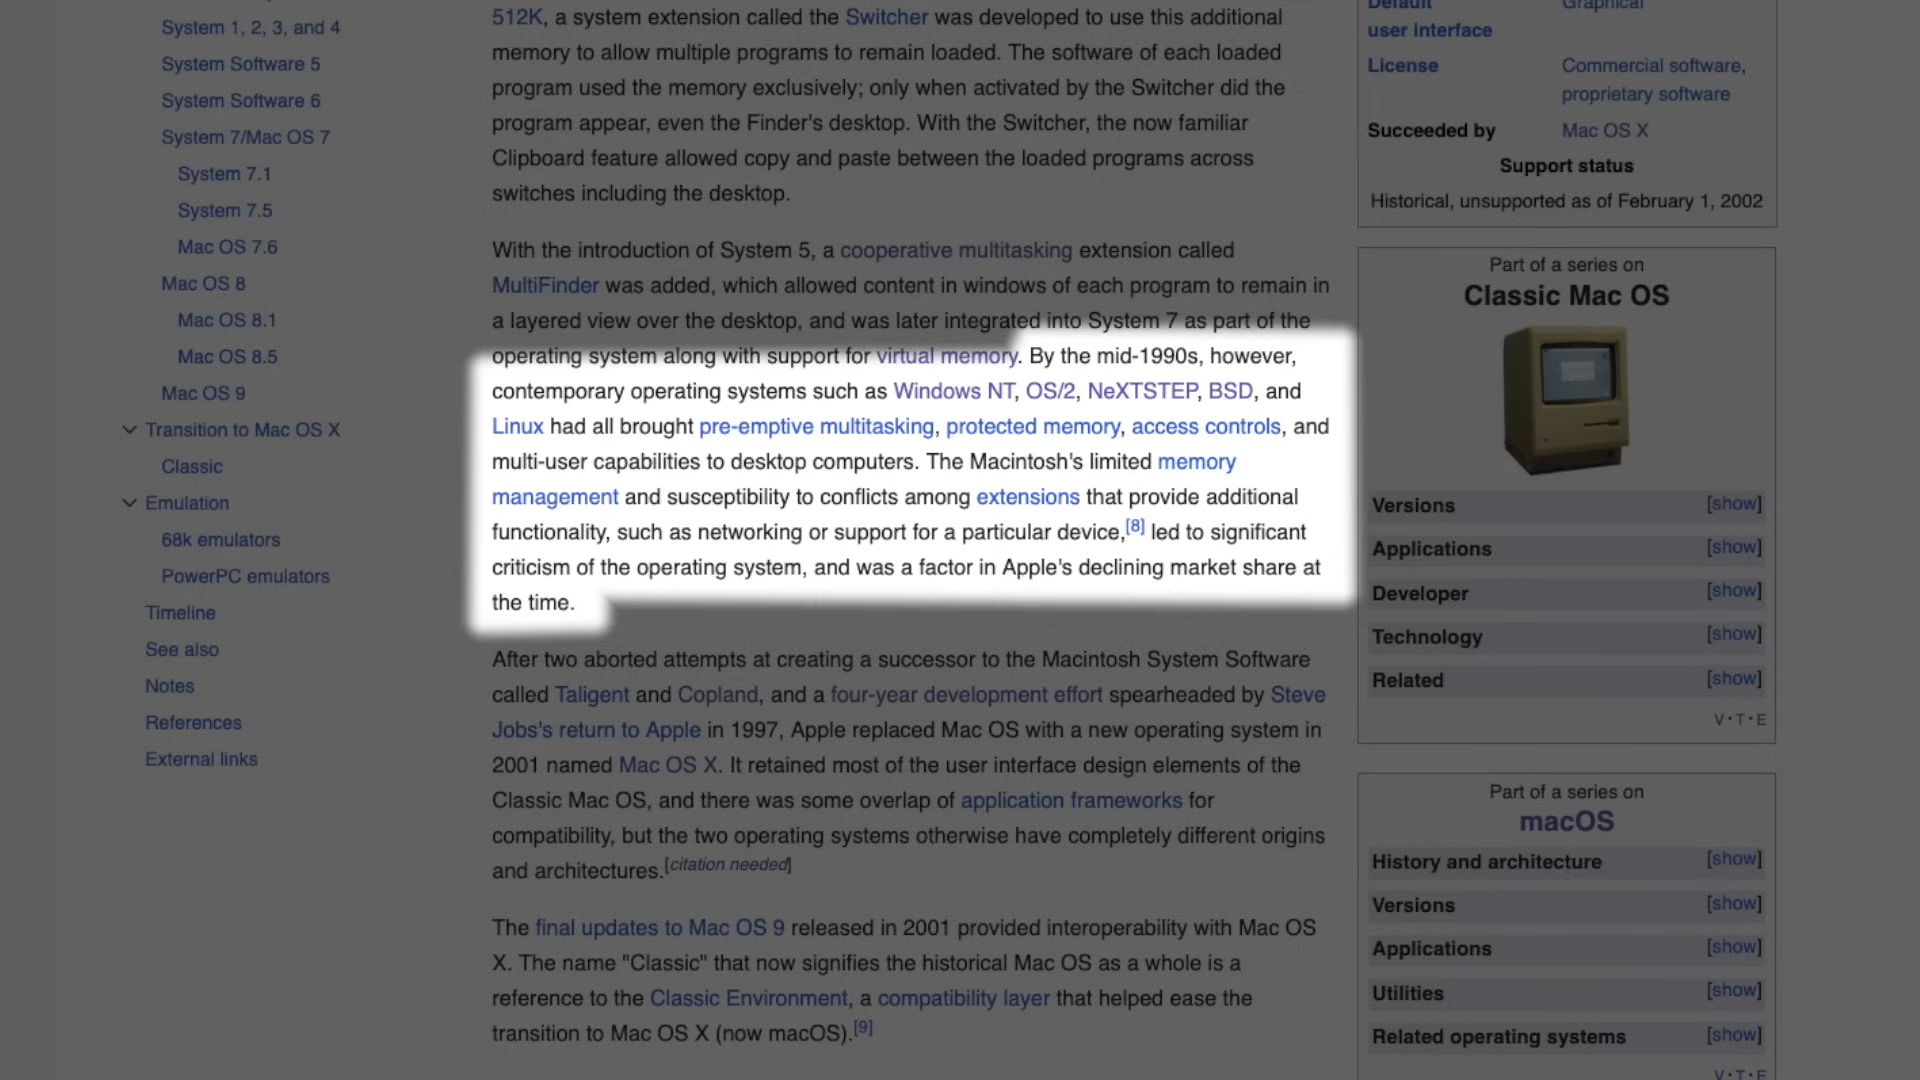 System 1, 2, 3, and 4
System Software 5
System Software 6
System 7/Mac OS 7
System 7.1
System 7.5
Mac OS 7.6
Mac OS 8
Mac OS 8.1
Mac OS 8.5
Mac OS 9
Transition to Mac OS X
Classic
Emulation
68k emulators
PowerPC emulators
Timeline
See also
Notes
References
External links
512K, a system extension called the Switcher was developed to use this additional
memory to allow multiple programs to remain loaded. The software of each loaded
program used the memory exclusively; only when activated by the Switcher did the
program appear, even the Finder's desktop. With the Switcher, the now familiar
Clipboard feature allowed copy and paste between the loaded programs across
switches including the desktop.
With the introduction of System 5, a cooperative multitasking extension called
MultiFinder was added, which allowed content in windows of each program to remain in
a layered view over the desktop, and was later integrated into System 7 as part of the
operating system along with support for virtual memory. By the mid-1990s, however,
contemporary operating systems such as Windows NT, OS/2, NeXTSTEP, BSD, and
Linux had all brought pre-emptive multitasking, protected memory, access controls, and
multi-user capabilities to desktop computers. The Macintosh's limited memory
management and susceptibility to conflicts among extensions that provide additional
functionality, such as networking or support for a particular device,[8] led to significant
criticism of the operating system, and was a factor in Apple's declining market share at
the time.
After two aborted attempts at creating a successor to the Macintosh System Software
called Taligent and Copland, and a four-year development effort spearheaded by Steve
Jobs's return to Apple in 1997, Apple replaced Mac OS with a new operating system in
2001 named Mac OS X. It retained most of the user interface design elements of the
Classic Mac OS, and there was some overlap of application frameworks for
compatibility, but the two operating systems otherwise have completely different origins
and architectures.[citation needed]
The final updates to Mac OS 9 released in 2001 provided interoperability with Mac OS
X. The name "Classic" that now signifies the historical Mac OS as a whole is a
reference to the Classic Environment, a compatibility layer that helped ease the
transition to Mac OS X (now macOS).[9]
Default Graphical
user interface
License Commercial software,
proprietary software
Succeeded by Mac OS X
Support status
Historical, unsupported as of February 1, 2002
Part of a series on
Classic Mac OS
Versions [show]
Applications [show]
Developer [show]
Technology [show]
Related [show]
V·T·E
Part of a series on
macOS
History and architecture [show]
Versions [show]
Applications [show]
Utilities [show]
Related operating systems [show]
V·T·E